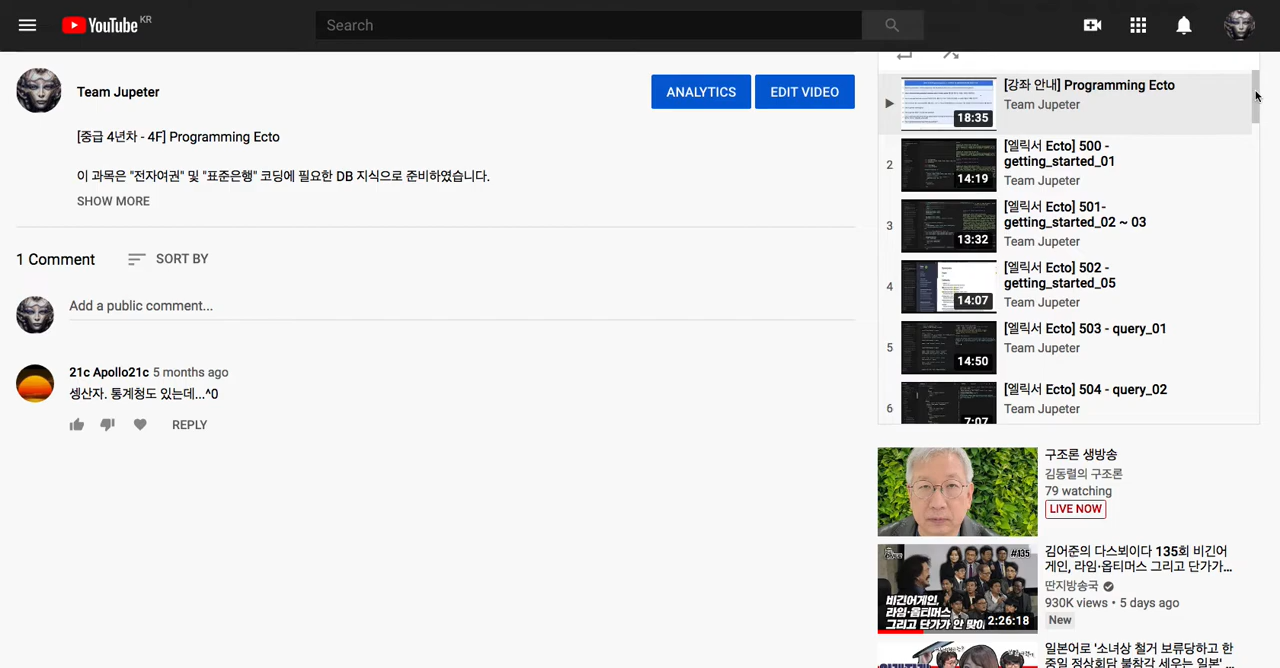 YouTube KR
Search
Team Jupeter
ANALYTICS
EDIT VIDEO
[중급 4년차 - 4F] Programming Ecto
이 과목은 "전자여권" 및 "표준은행" 코딩에 필요한 DB 지식으로 준비하였습니다.
SHOW MORE
1 Comment
SORT BY
Add a public comment...
21c Apollo21c 5 months ago
셍산자. 통계청도 있는데...^0
REPLY
[강좌 안내] Programming Ecto
Team Jupeter
18:35
2
[엘릭서 Ecto] 500 -
getting_started_01
Team Jupeter
14:19
3
[엘릭서 Ecto] 501-
getting_started_02 ~ 03
Team Jupeter
13:32
4
[엘릭서 Ecto] 502 -
getting_started_05
Team Jupeter
14:07
5
[엘릭서 Ecto] 503 - query_01
Team Jupeter
14:50
6
[엘릭서 Ecto] 504 - query_02
Team Jupeter
7:07
구조론 생방송
김동렬의 구조론
79 watching
LIVE NOW
#135
비긴어게인,
라임·옵티머스
그리고 단가가 안 맞아
2:26:18
김어준의 다스뵈이다 135회 비긴어
게인, 라임·옵티머스 그리고 단가가...
딴지방송국
930K views • 5 days ago
New
일본어로 '소녀상 철거 보류당하고 한
중일 정상회담 불참각 세우는 일본' ...